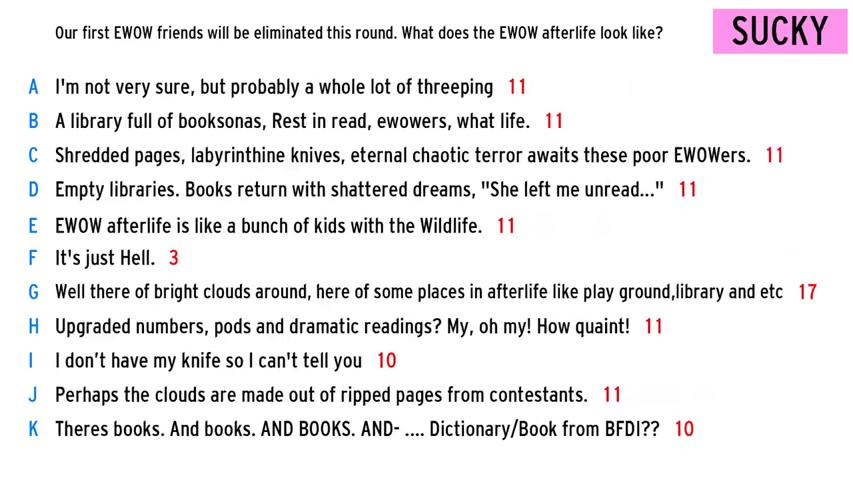 Our first EWOW friends will be eliminated this round. What does the EWOW afterlife look like?
SUCKY
A I'm not very sure, but probably a whole lot of threeping 11
B A library full of booksonas, Rest in read, ewowers, what life. 11
C Shredded pages, labyrinthine knives, eternal chaotic terror awaits these poor EWOWers. 11
D Empty libraries. Books return with shattered dreams, "She left me unread..." 11
E EWOW afterlife is like a bunch of kids with the Wildlife. 11
F It's just Hell. 3
G Well there of bright clouds around, here of some places in afterlife like play ground,library and etc 17
H Upgraded numbers, pods and dramatic readings? My, oh my! How quaint! 11
I I don’t have my knife so I can't tell you 10
J Perhaps the clouds are made out of ripped pages from contestants. 11
K Theres books. And books. AND BOOKS. AND- .... Dictionary/Book from BFDI?? 10